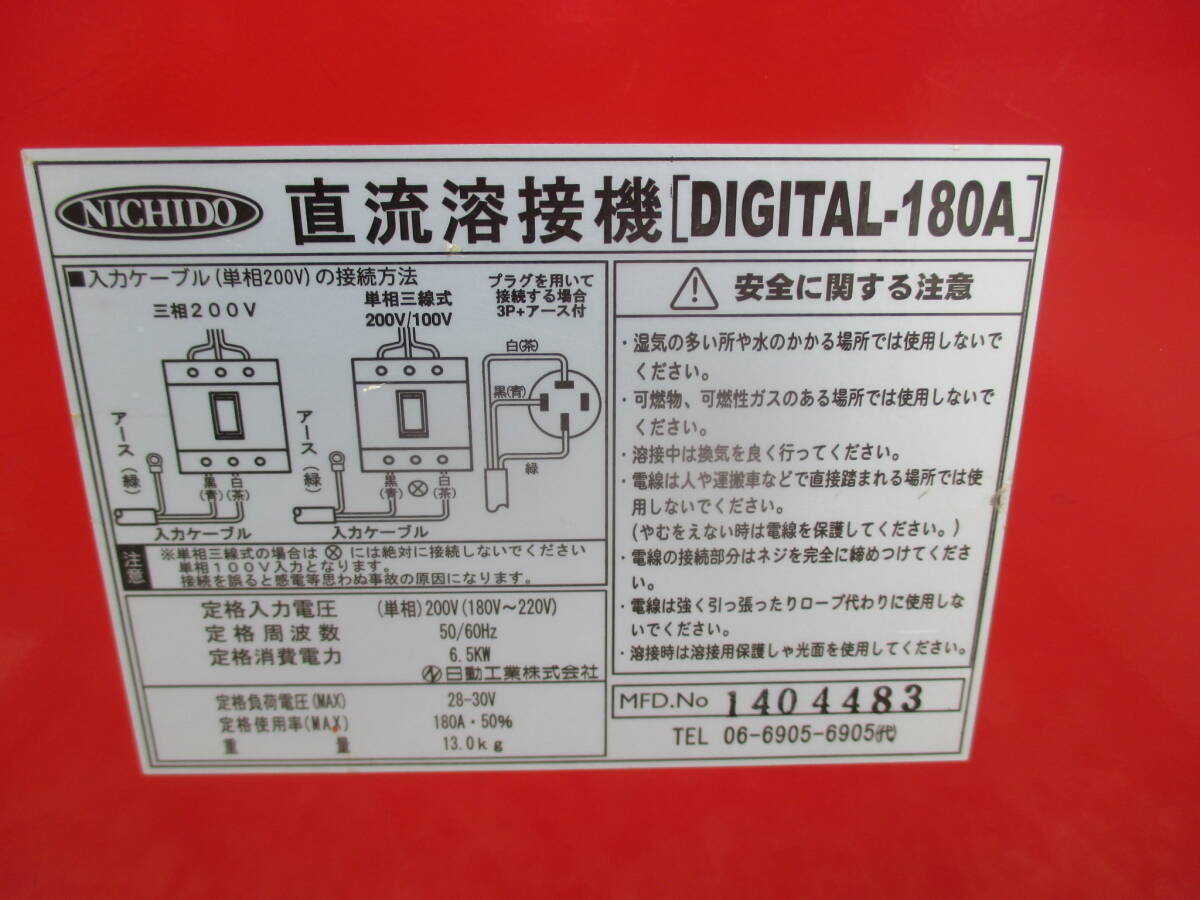 NICHIDO 直流溶接機[DIGITAL-180A]
■入力ケーブル(単相200V)の接続方法
三相200V
単相三線式
200V/100V
プラグを用いて
接続する場合
3P+アース付
アース(緑)
黒(青)
白(茶)
入力ケーブル
アース(緑)
黒(青)
白(茶)
入力ケーブル
白(茶)
黒(青)
緑
注意
※単相三線式の場合は⊗には絶対に接続しないでください
単相100V入力となります。
接続を誤ると感電等思わぬ事故の原因になります。
定格入力電圧 (単相)200V(180V〜220V)
定格周波数 50/60Hz
定格消費電力 6.5KW
日動工業株式会社
定格負荷電圧(MAX) 28-30V
定格使用率(MAX) 180A・50%
重量 13.0kg
⚠ 安全に関する注意
・湿気の多い所や水のかかる場所では使用しないで
ください。
・可燃物、可燃性ガスのある場所では使用しないで
ください。
・溶接中は換気を良く行ってください。
・電線は人や運搬車などで直接踏まれる場所では使
用しないでください。
(やむをえない時は電線を保護してください。)
・電線の接続部分はネジを完全に締めつけてくださ
い。
・電線は強く引っ張ったりロープ代わりに使用しな
いでください。
・溶接時は溶接用保護しゃ光面を使用してください。
MFD.No 1404483
TEL 06-6905-6905㈹